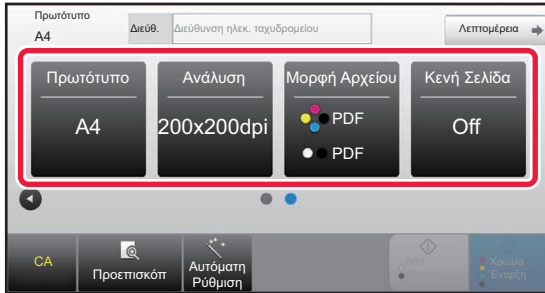 Πρωτότυπο
A4
Διεύθ.
Διεύθυνση ηλεκ. ταχυδρομείου
Λεπτομέρεια
Πρωτότυπο
A4
Ανάλυση
200x200dpi
Μορφή Αρχείου
PDF
PDF
Κενή Σελίδα
Off
CA
Προεπισκόπ
Αυτόματη
Ρύθμιση
Χρώμα
Έναρξη